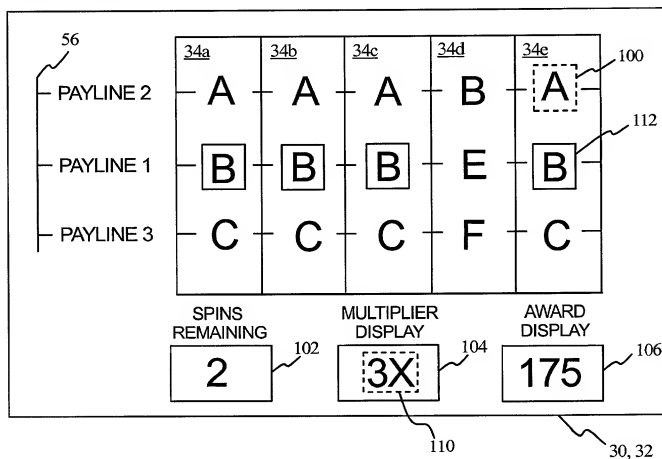 56
34a 34b 34c 34d 34e
100
PAYLINE 2 A A A B A
112
PAYLINE 1 B B B E B
PAYLINE 3 C C C F C
SPINS REMAINING
MULTIPLIER DISPLAY
AWARD DISPLAY
2 102
3X 104
175 106
110
30, 32